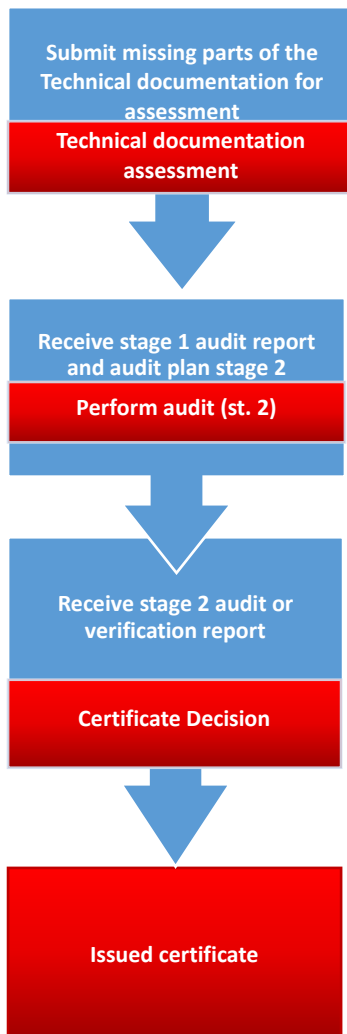 Submit missing parts of the
Technical documentation for
assessment
Technical documentation
assessment
Receive stage 1 audit report
and audit plan stage 2
Perform audit (st. 2)
Receive stage 2 audit or
verification report
Certificate Decision
Issued certificate